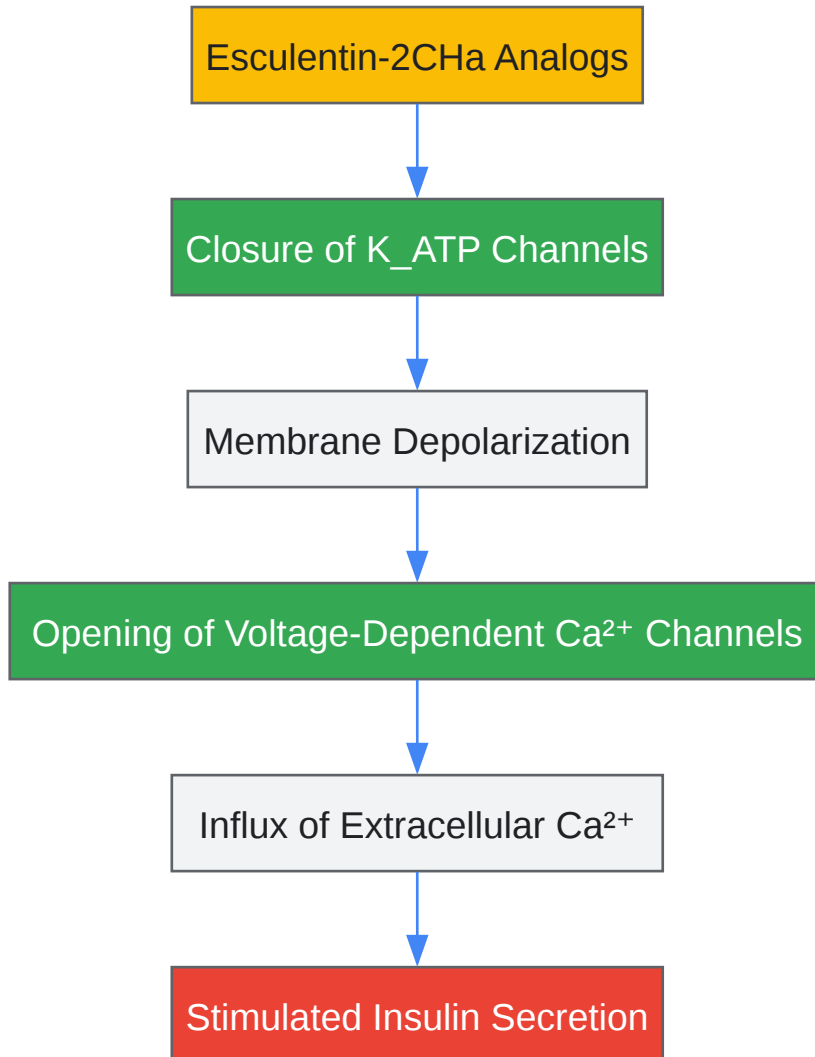 Esculentin-2CHa Analogs
Closure of K_ATP Channels
Membrane Depolarization
Opening of Voltage-Dependent Ca²⁺ Channels
Influx of Extracellular Ca²⁺
Stimulated Insulin Secretion